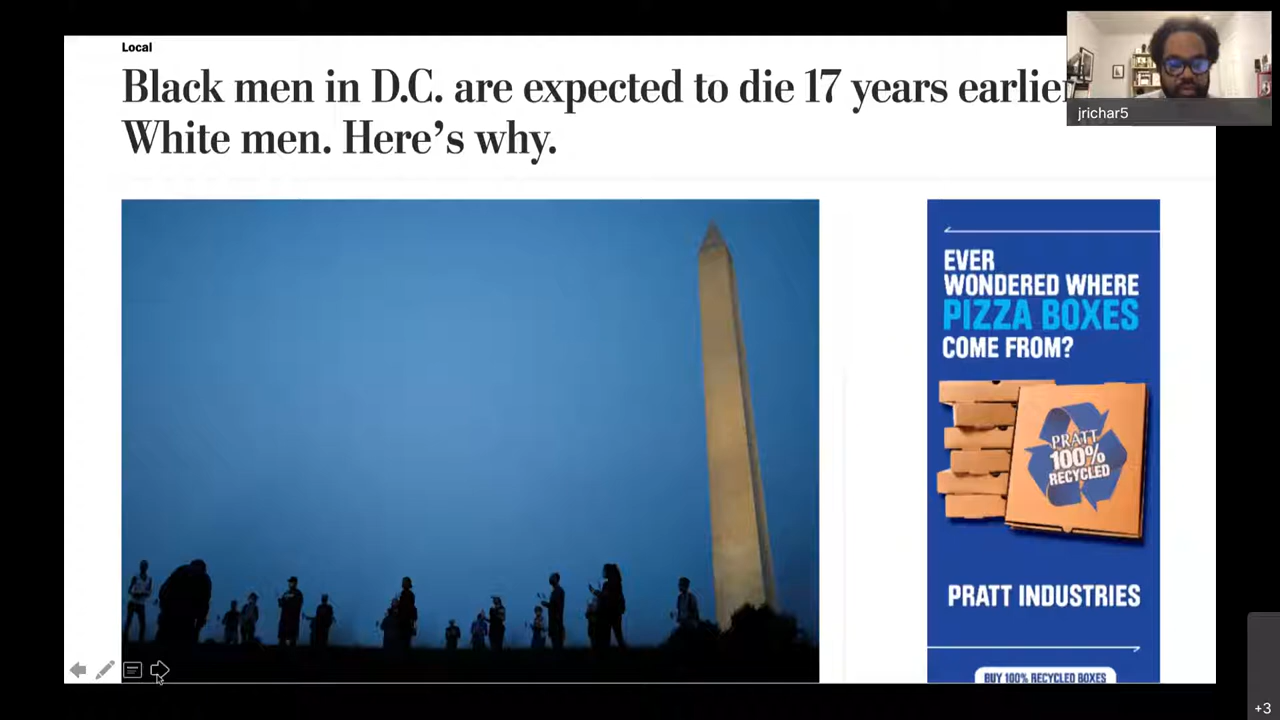 Local
Black men in D.C. are expected to die 17 years earlier
White men. Here's why.
jrichar5
EVER
WONDERED WHERE
PIZZA BOXES
COME FROM?
PRATT
100%
RECYCLED
PRATT INDUSTRIES
BUY 100% RECYCLED BOXES
+3